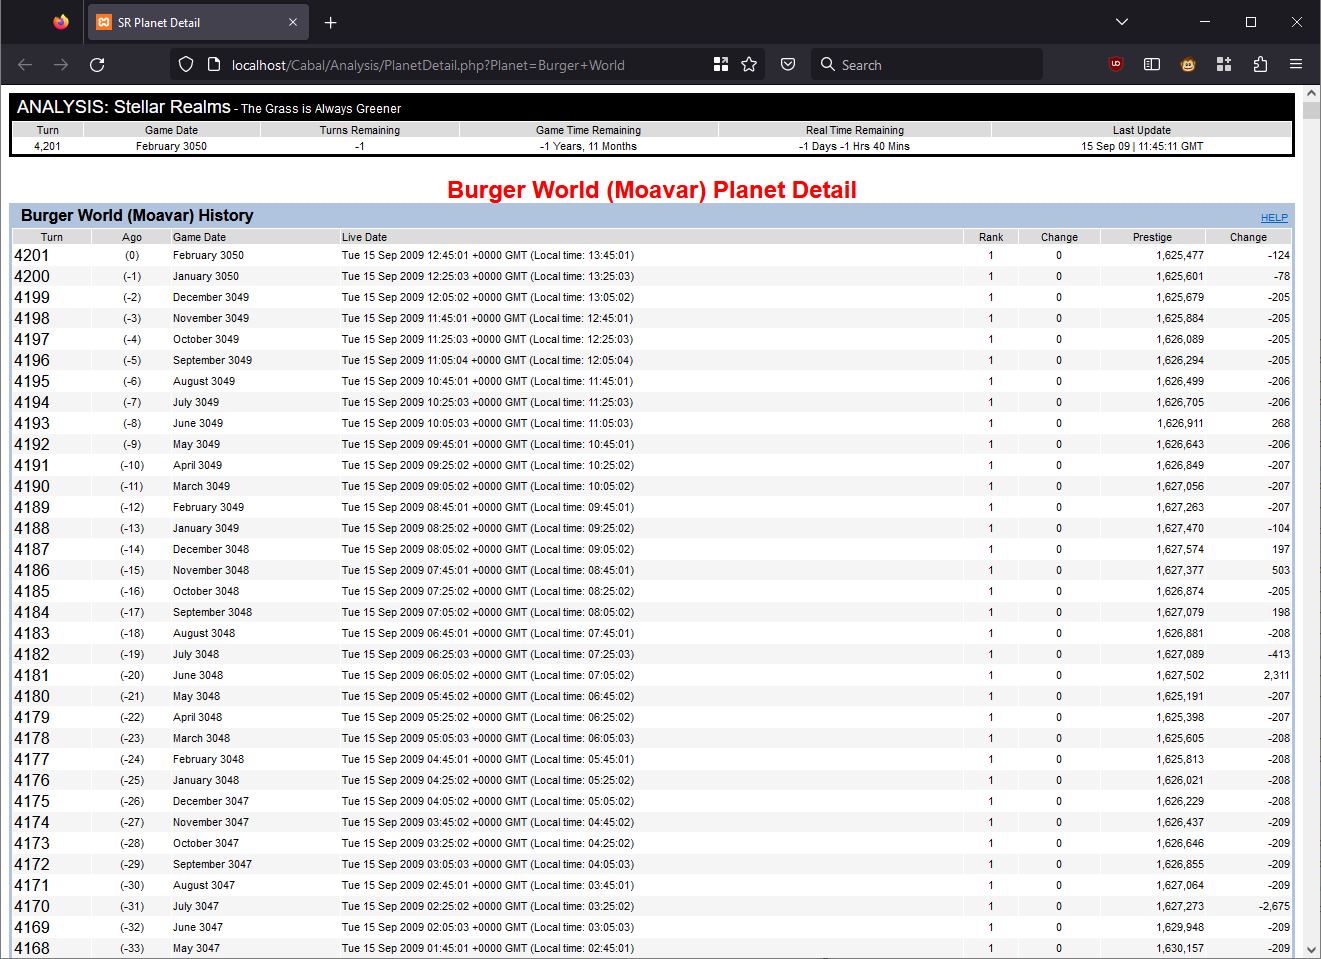 SR Planet Detail
localhost/Cabal/Analysis/PlanetDetail.php?Planet=Burger+World
Search
ANALYSIS: Stellar Realms - The Grass is Always Greener
Turn Game Date Turns Remaining Game Time Remaining Real Time Remaining Last Update
4,201 February 3050 -1 -1 Years, 11 Months -1 Days -1 Hrs 40 Mins 15 Sep 09 | 11:45:11 GMT
Burger World (Moavar) Planet Detail
Burger World (Moavar) History HELP
Turn Ago Game Date Live Date Rank Change Prestige Change
4201 (0) February 3050 Tue 15 Sep 2009 12:45:01 +0000 GMT (Local time: 13:45:01) 1 0 1,625,477 -124
4200 (-1) January 3050 Tue 15 Sep 2009 12:25:03 +0000 GMT (Local time: 13:25:03) 1 0 1,625,601 -78
4199 (-2) December 3049 Tue 15 Sep 2009 12:05:02 +0000 GMT (Local time: 13:05:02) 1 0 1,625,679 -205
4198 (-3) November 3049 Tue 15 Sep 2009 11:45:01 +0000 GMT (Local time: 12:45:01) 1 0 1,625,884 -205
4197 (-4) October 3049 Tue 15 Sep 2009 11:25:03 +0000 GMT (Local time: 12:25:03) 1 0 1,626,089 -205
4196 (-5) September 3049 Tue 15 Sep 2009 11:05:04 +0000 GMT (Local time: 12:05:04) 1 0 1,626,294 -205
4195 (-6) August 3049 Tue 15 Sep 2009 10:45:01 +0000 GMT (Local time: 11:45:01) 1 0 1,626,499 -206
4194 (-7) July 3049 Tue 15 Sep 2009 10:25:03 +0000 GMT (Local time: 11:25:03) 1 0 1,626,705 -206
4193 (-8) June 3049 Tue 15 Sep 2009 10:05:03 +0000 GMT (Local time: 11:05:03) 1 0 1,626,911 268
4192 (-9) May 3049 Tue 15 Sep 2009 09:45:01 +0000 GMT (Local time: 10:45:01) 1 0 1,626,643 -206
4191 (-10) April 3049 Tue 15 Sep 2009 09:25:02 +0000 GMT (Local time: 10:25:02) 1 0 1,626,849 -207
4190 (-11) March 3049 Tue 15 Sep 2009 09:05:02 +0000 GMT (Local time: 10:05:02) 1 0 1,627,056 -207
4189 (-12) February 3049 Tue 15 Sep 2009 08:45:01 +0000 GMT (Local time: 09:45:01) 1 0 1,627,263 -207
4188 (-13) January 3049 Tue 15 Sep 2009 08:25:02 +0000 GMT (Local time: 09:25:02) 1 0 1,627,470 -104
4187 (-14) December 3048 Tue 15 Sep 2009 08:05:02 +0000 GMT (Local time: 09:05:02) 1 0 1,627,574 197
4186 (-15) November 3048 Tue 15 Sep 2009 07:45:01 +0000 GMT (Local time: 08:45:01) 1 0 1,627,377 503
4185 (-16) October 3048 Tue 15 Sep 2009 07:25:02 +0000 GMT (Local time: 08:25:02) 1 0 1,626,874 -205
4184 (-17) September 3048 Tue 15 Sep 2009 07:05:02 +0000 GMT (Local time: 08:05:02) 1 0 1,627,079 198
4183 (-18) August 3048 Tue 15 Sep 2009 06:45:01 +0000 GMT (Local time: 07:45:01) 1 0 1,626,881 -208
4182 (-19) July 3048 Tue 15 Sep 2009 06:25:03 +0000 GMT (Local time: 07:25:03) 1 0 1,627,089 -413
4181 (-20) June 3048 Tue 15 Sep 2009 06:05:02 +0000 GMT (Local time: 07:05:02) 1 0 1,627,502 2,311
4180 (-21) May 3048 Tue 15 Sep 2009 05:45:02 +0000 GMT (Local time: 06:45:02) 1 0 1,625,191 -207
4179 (-22) April 3048 Tue 15 Sep 2009 05:25:02 +0000 GMT (Local time: 06:25:02) 1 0 1,625,398 -207
4178 (-23) March 3048 Tue 15 Sep 2009 05:05:03 +0000 GMT (Local time: 06:05:03) 1 0 1,625,605 -208
4177 (-24) February 3048 Tue 15 Sep 2009 04:45:01 +0000 GMT (Local time: 05:45:01) 1 0 1,625,813 -208
4176 (-25) January 3048 Tue 15 Sep 2009 04:25:02 +0000 GMT (Local time: 05:25:02) 1 0 1,626,021 -208
4175 (-26) December 3047 Tue 15 Sep 2009 04:05:02 +0000 GMT (Local time: 05:05:02) 1 0 1,626,229 -208
4174 (-27) November 3047 Tue 15 Sep 2009 03:45:02 +0000 GMT (Local time: 04:45:02) 1 0 1,626,437 -209
4173 (-28) October 3047 Tue 15 Sep 2009 03:25:02 +0000 GMT (Local time: 04:25:02) 1 0 1,626,646 -209
4172 (-29) September 3047 Tue 15 Sep 2009 03:05:03 +0000 GMT (Local time: 04:05:03) 1 0 1,626,855 -209
4171 (-30) August 3047 Tue 15 Sep 2009 02:45:01 +0000 GMT (Local time: 03:45:01) 1 0 1,627,064 -209
4170 (-31) July 3047 Tue 15 Sep 2009 02:25:02 +0000 GMT (Local time: 03:25:02) 1 0 1,627,273 -2,675
4169 (-32) June 3047 Tue 15 Sep 2009 02:05:03 +0000 GMT (Local time: 03:05:03) 1 0 1,629,948 -209
4168 (-33) May 3047 Tue 15 Sep 2009 01:45:01 +0000 GMT (Local time: 02:45:01) 1 0 1,630,157 -209